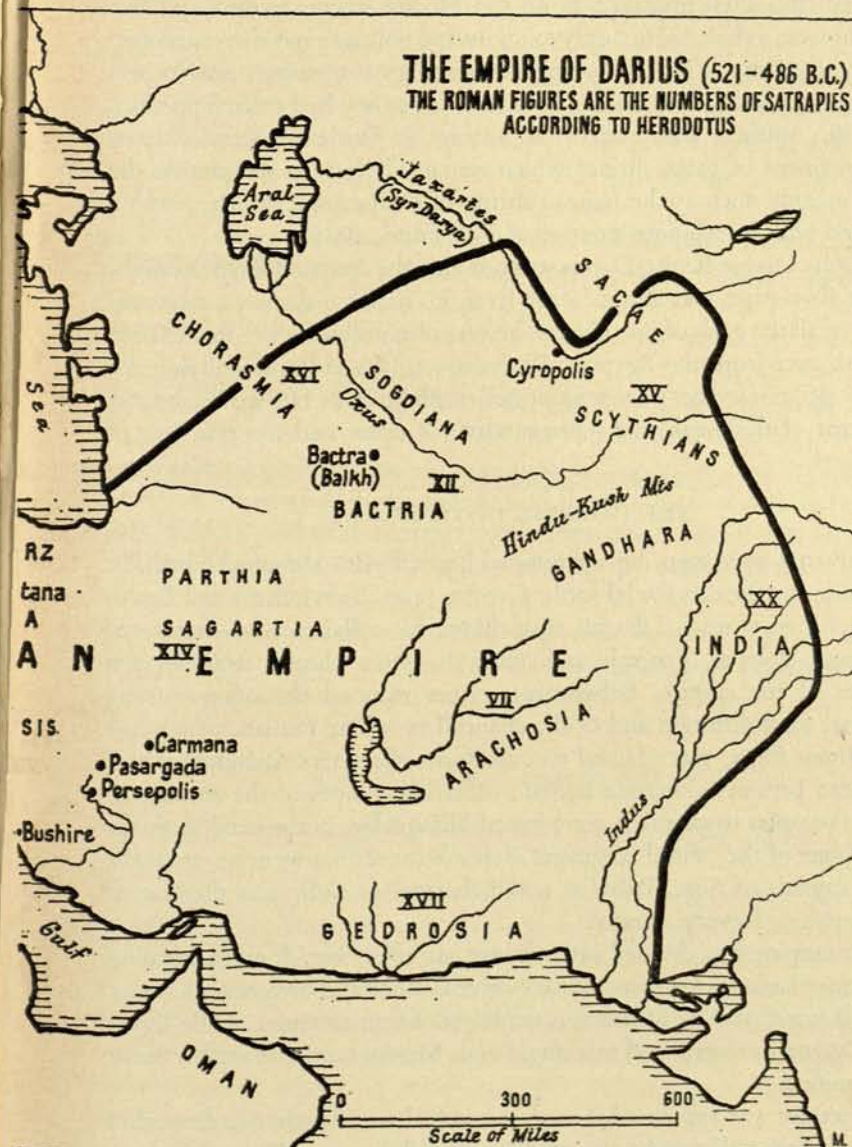 THE EMPIRE OF DARIUS (521-486 B.C.)
THE ROMAN FIGURES ARE THE NUMBERS OF SATRAPIES
ACCORDING TO HERODOTUS
Aral
Sea
Jaxartes
(Syr Darya)
SACAE
CHORASMIA
Sea
XVI
SOGDIANA
Oxus
Cyropolis
XV
SCYTHIANS
Bactra
(Balkh)
XII
BACTRIA
Hindu-Kush Mts
GANDHARA
RZ
tana
A
PARTHIA
SAGARTIA
XIV
AN EMPIRE
XX
INDIA
VII
ARACHOSIA
SIS
Carmana
Pasargada
Persepolis
Bushire
Indus
Gulf
XVII
GEDROSIA
OMAN
0 300 600
Scale of Miles
M